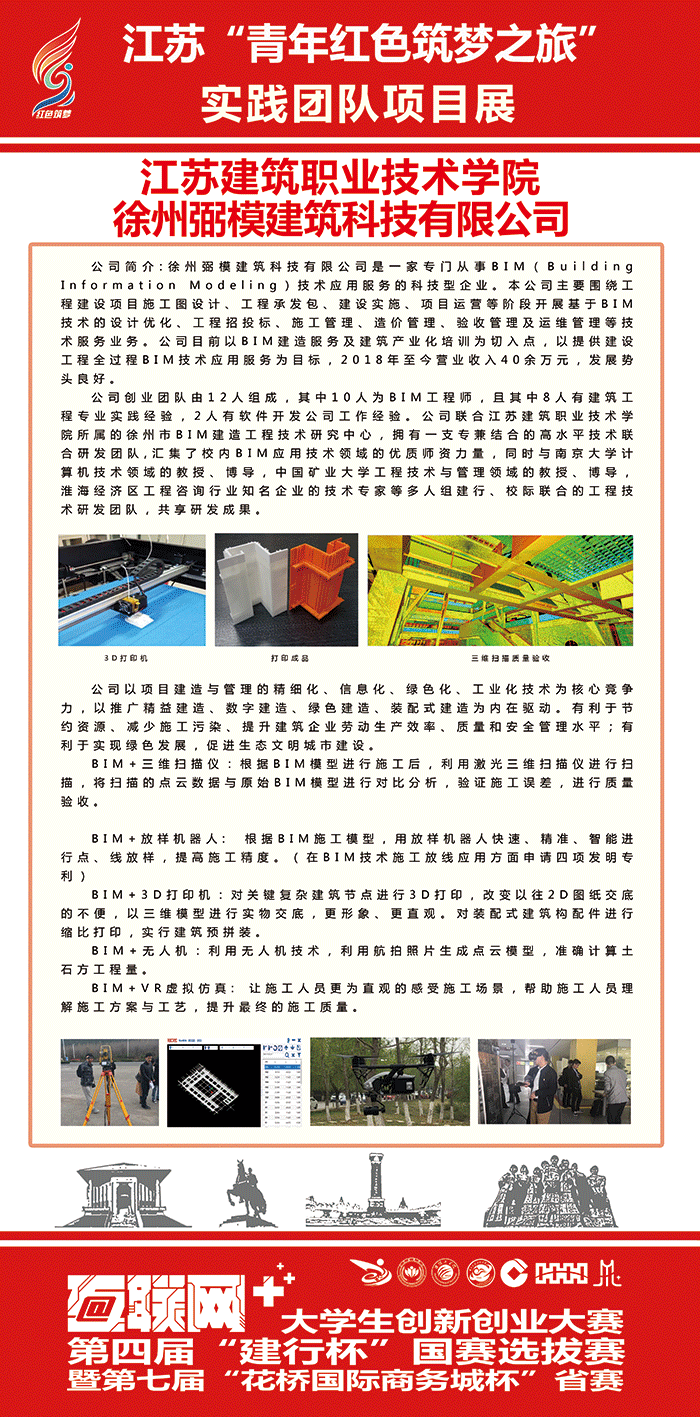 江苏“青年红色筑梦之旅”
实践团队项目展
红色筑梦
江苏建筑职业技术学院
徐州弼模建筑科技有限公司
公司简介:徐州弼模建筑科技有限公司是一家专门从事BIM（Building
Information Modeling）技术应用服务的科技型企业。本公司主要围绕工
程建设项目施工图设计、工程承发包、建设实施、项目运营等阶段开展基于BIM
技术的设计优化、工程招投标、施工管理、造价管理、验收管理及运维管理等技
术服务业务。公司目前以BIM建造服务及建筑产业化培训为切入点，以提供建设
工程全过程BIM技术应用服务为目标，2018年至今营业收入40余万元，发展势
头良好。
公司创业团队由12人组成，其中10人为BIM工程师，且其中8人有建筑工
程专业实践经验，2人有软件开发公司工作经验。公司联合江苏建筑职业技术学
院所属的徐州市BIM建造工程技术研究中心，拥有一支专兼结合的高水平技术联
合研发团队,汇集了校内BIM应用技术领域的优质师资力量，同时与南京大学计
算机技术领域的教授、博导，中国矿业大学工程技术与管理领域的教授、博导，
淮海经济区工程咨询行业知名企业的技术专家等多人组建行、校际联合的工程技
术研发团队，共享研发成果。
3D打印机
打印成品
三维扫描质量验收
公司以项目建造与管理的精细化、信息化、绿色化、工业化技术为核心竞争
力，以推广精益建造、数字建造、绿色建造、装配式建造为内在驱动。有利于节
约资源、减少施工污染、提升建筑企业劳动生产效率、质量和安全管理水平；有
利于实现绿色发展，促进生态文明城市建设。
BIM+三维扫描仪：根据BIM模型进行施工后，利用激光三维扫描仪进行扫
描，将扫描的点云数据与原始BIM模型进行对比分析，验证施工误差，进行质量
验收。
BIM+放样机器人： 根据BIM施工模型，用放样机器人快速、精准、智能进
行点、线放样，提高施工精度。（在BIM技术施工放线应用方面申请四项发明专
利）
BIM+3D打印机：对关键复杂建筑节点进行3D打印，改变以往2D图纸交底
的不便，以三维模型进行实物交底，更形象、更直观。对装配式建筑构配件进行
缩比打印，实行建筑预拼装。
BIM+无人机：利用无人机技术，利用航拍照片生成点云模型，准确计算土
石方工程量。
BIM+VR虚拟仿真：让施工人员更为直观的感受施工场景，帮助施工人员理
解施工方案与工艺，提升最终的施工质量。
互联网+
大学生创新创业大赛
第四届“建行杯”国赛选拔赛
暨第七届“花桥国际商务城杯”省赛